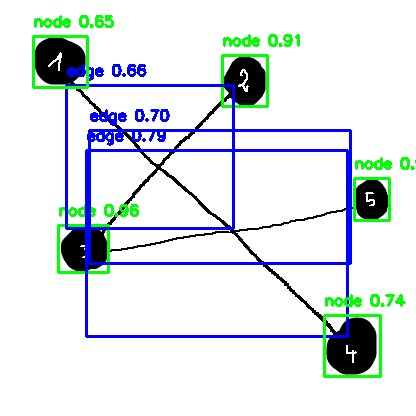 node 0.65
1
node 0.91
2
edge 0.66
edge 0.70
edge 0.79
node 0.
5
node 0.96
3
node 0.74
4